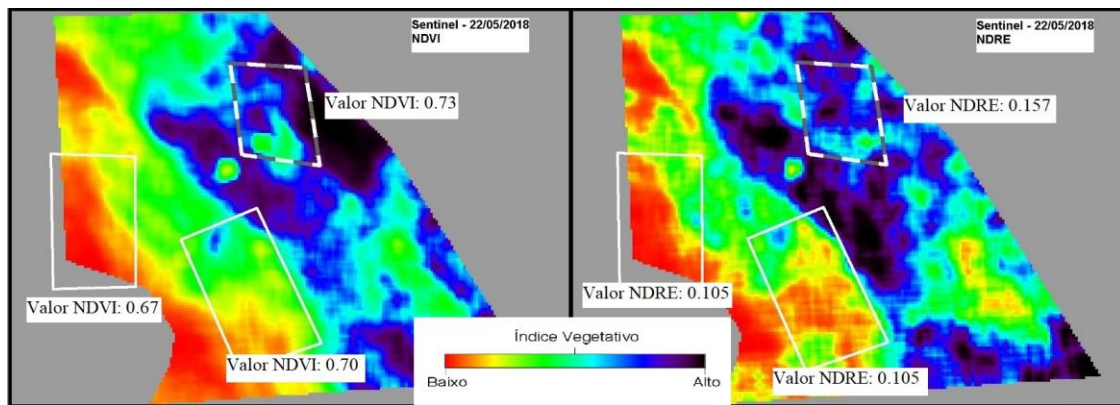 Sentinel - 22/05/2018
NDVI
Valor NDVI: 0.73
Valor NDVI: 0.67
Valor NDVI: 0.70
Sentinel - 22/05/2018
NDRE
Valor NDRE: 0.157
Valor NDRE: 0.105
Valor NDRE: 0.105
Índice Vegetativo
Baixo
Alto